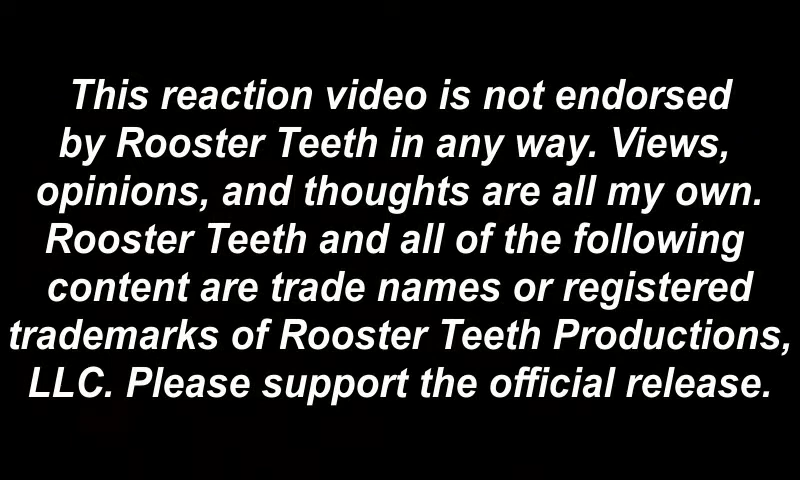 This reaction video is not endorsed
by Rooster Teeth in any way. Views,
opinions, and thoughts are all my own.
Rooster Teeth and all of the following
content are trade names or registered
trademarks of Rooster Teeth Productions,
LLC. Please support the official release.